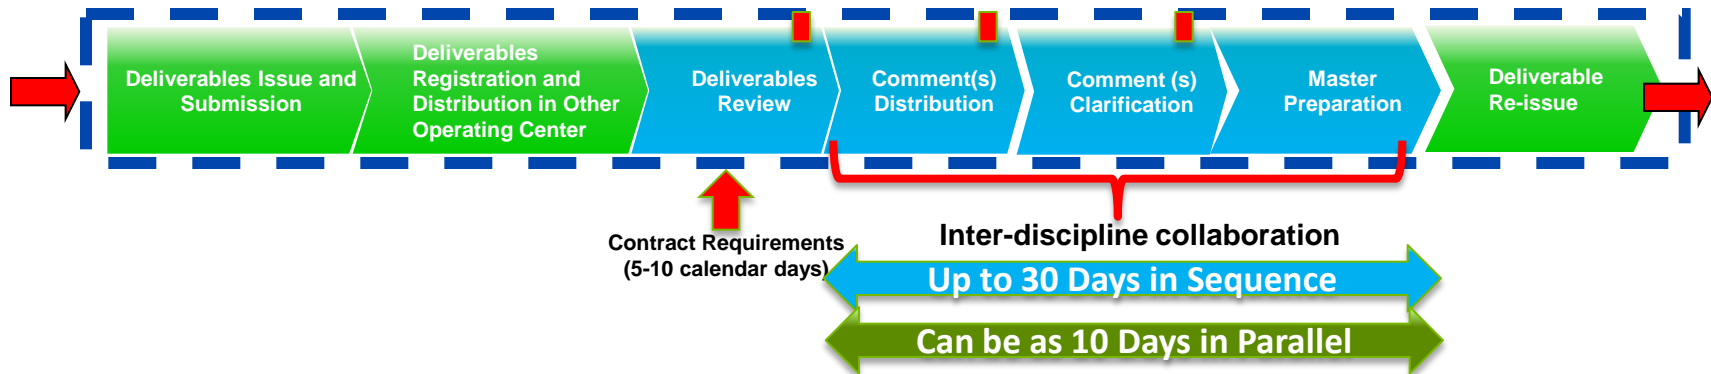 Deliverables Issue and
Submission
Deliverables
Registration and
Distribution in Other
Operating Center
Deliverables
Review
Comment(s)
Distribution
Comment (s)
Clarification
Master
Preparation
Deliverable
Re-issue
Contract Requirements
(5-10 calendar days)
Inter-discipline collaboration
Up to 30 Days in Sequence
Can be as 10 Days in Parallel